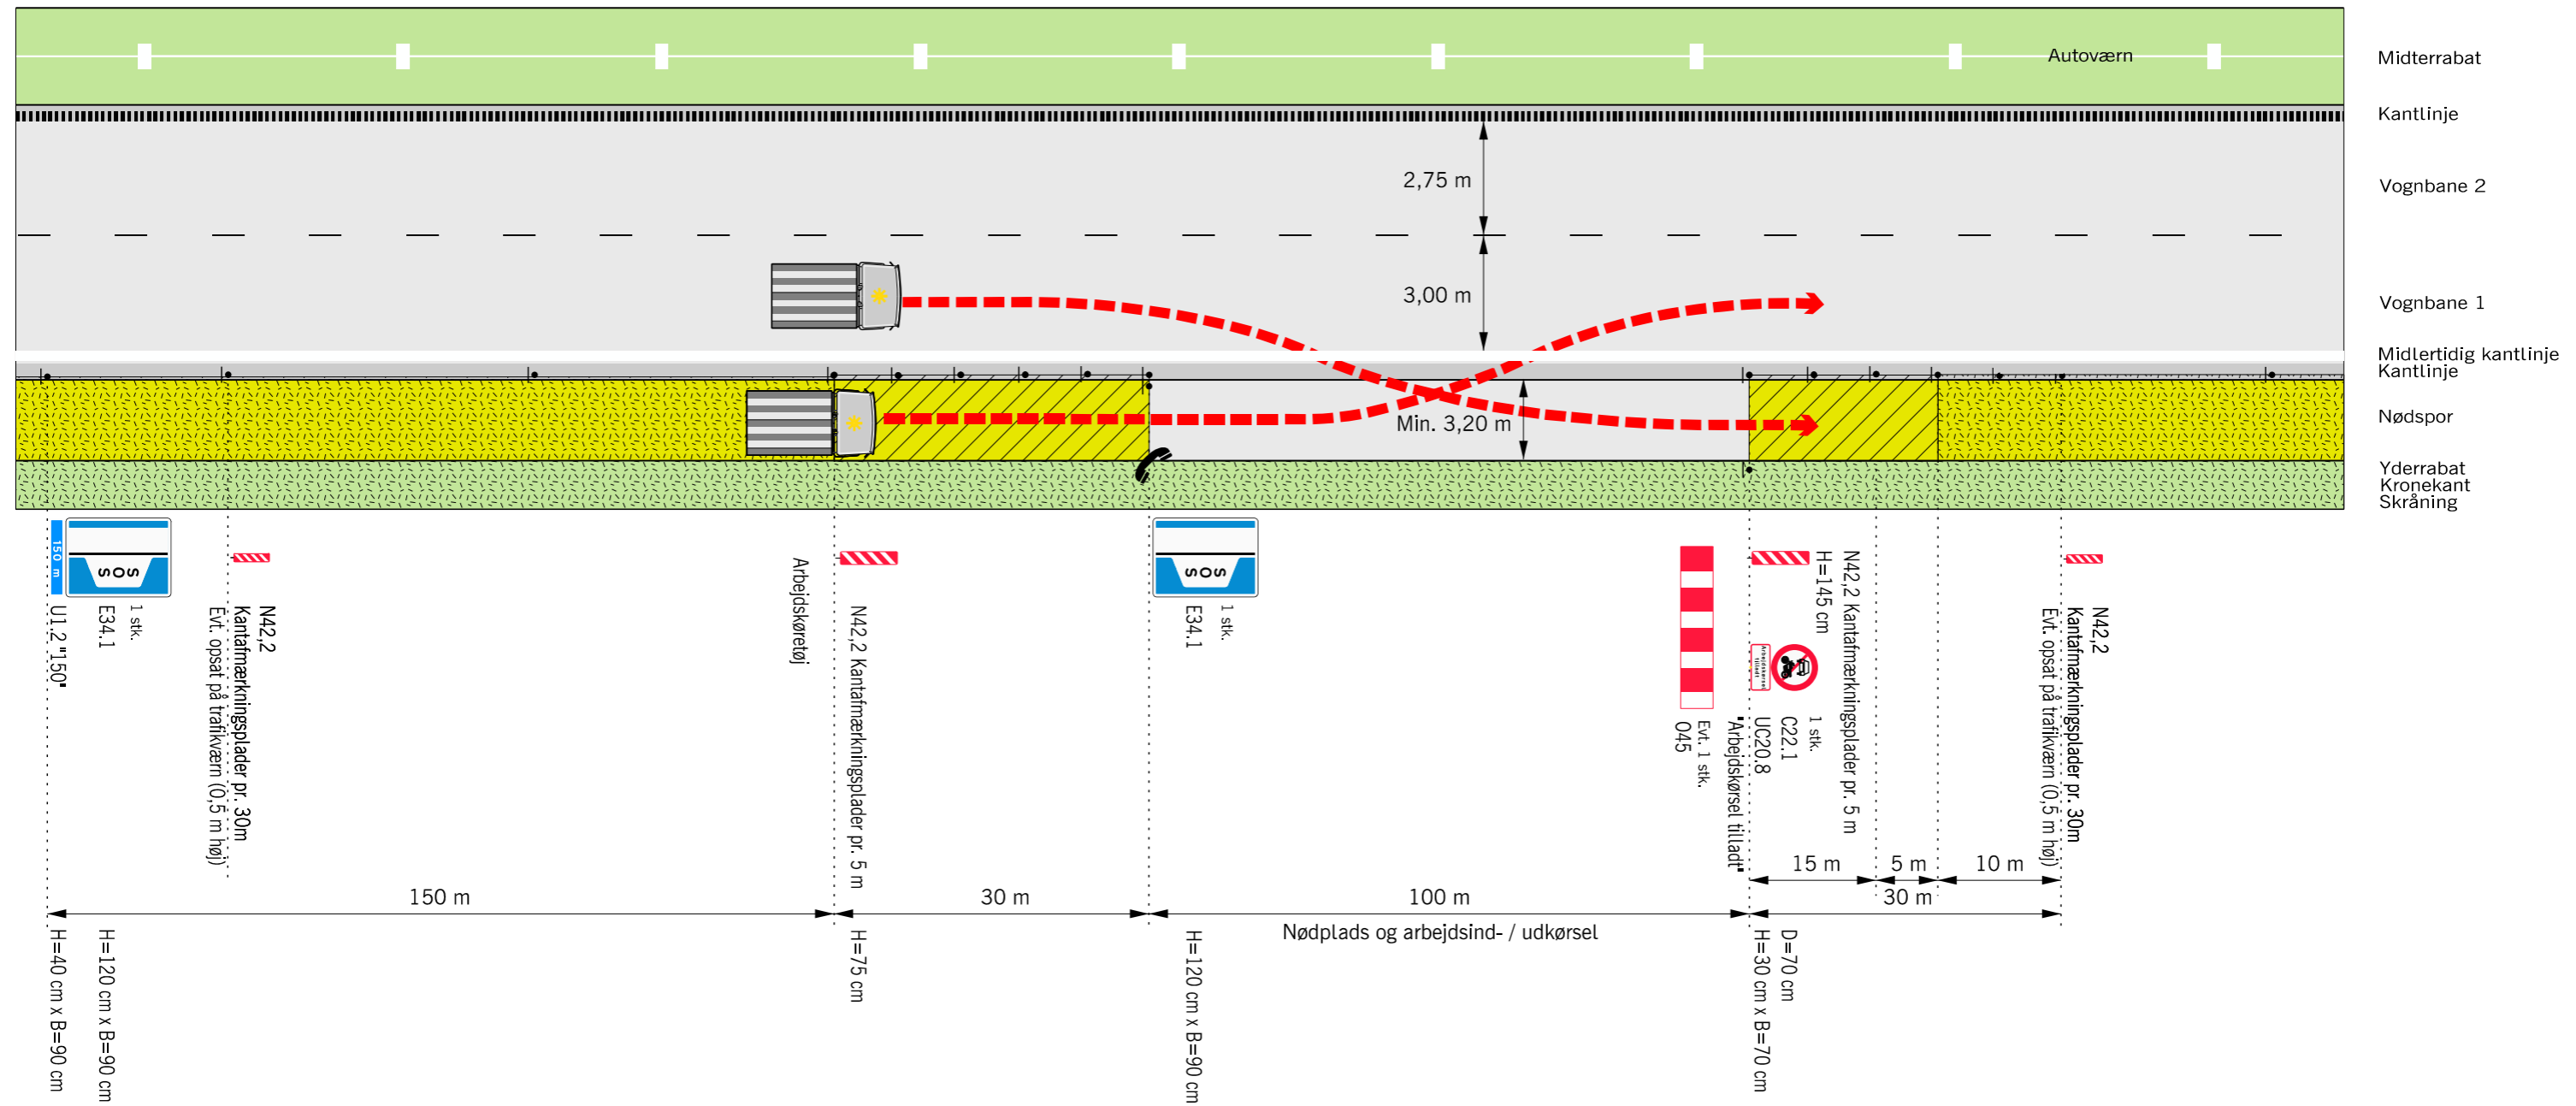 Autoværn
Midterrabat
Kantlinje
2,75 m
Vognbane 2
3,00 m
Vognbane 1
Midlertidig kantlinje
Kantlinje
Min. 3,20 m
Nødspor
Yderrabat
Kronekant
Skråning
150 m
SOS
U1.2 "150"
E34.1
1 stk.
N42,2
Kantafmærkningsplader pr. 30m
Evt. opsat på trafikværn (0,5 m høj)
Arbejdskøretøj
N42,2 Kantafmærkningsplader pr. 5 m
SOS
1 stk.
E34.1
Evt. 1 stk.
O45
N42,2 Kantafmærkningsplader pr. 5 m
H=145 cm
Arbejdskørsel
tilladt
1 stk.
C22.1
UC20.8
"Arbejdskørsel tilladt"
N42,2
Kantafmærkningsplader pr. 30m
Evt. opsat på trafikværn (0,5 m høj)
15 m
5 m
10 m
150 m
30 m
100 m
30 m
Nødplads og arbejdsind- / udkørsel
H=40 cm x B=90 cm
H=120 cm x B=90 cm
H=75 cm
H=120 cm x B=90 cm
D=70 cm
H=30 cm x B=70 cm